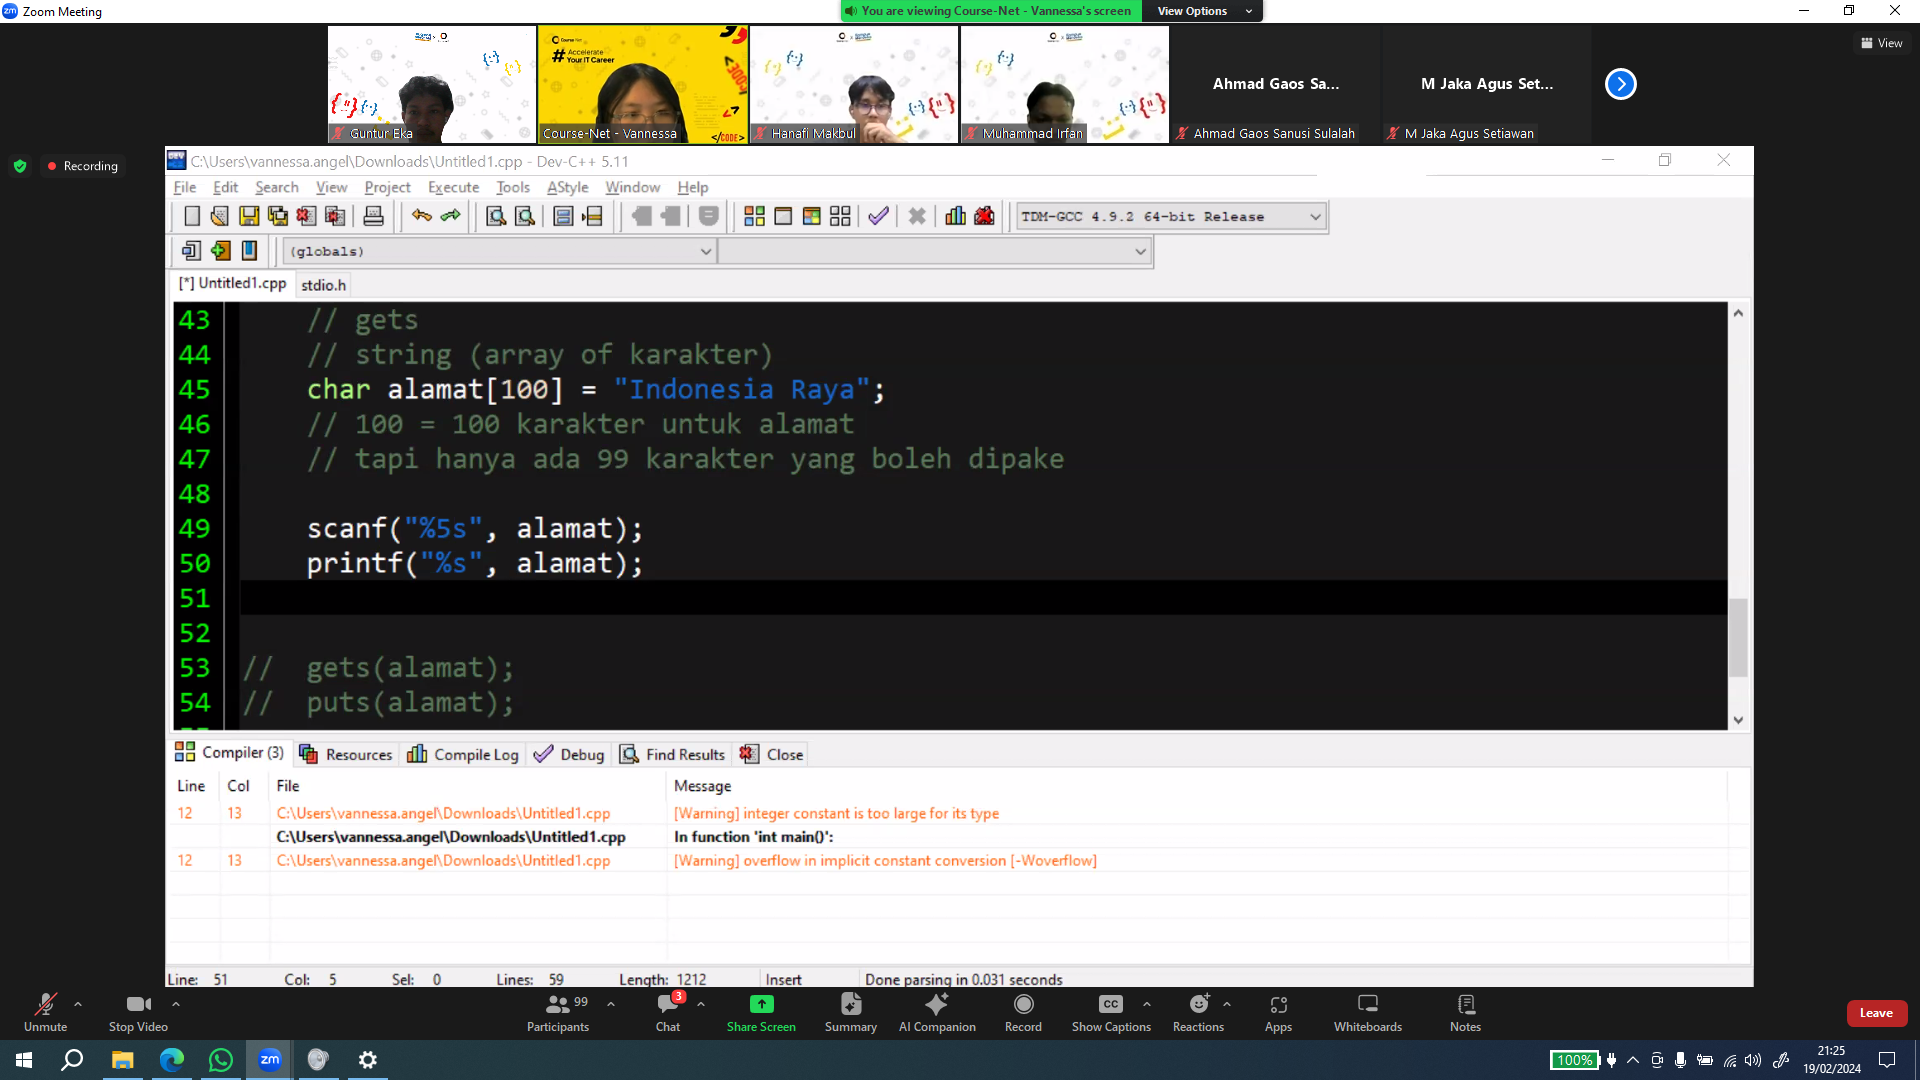 Zoom Meeting
You are viewing Course-Net - Vannessa's screen
View Options
View
# Accelerate
Your IT Career
</CODE>
Guntur Eka
Course-Net - Vannessa
Hanafi Makbul
Muhammad Irfan
Ahmad Gaos Sa...
Ahmad Gaos Sanusi Sulalah
M Jaka Agus Set...
M Jaka Agus Setiawan
Recording
C:\Users\vannessa.angel\Downloads\Untitled1.cpp - Dev-C++ 5.11
File Edit Search View Project Execute Tools AStyle Window Help
TDM-GCC 4.9.2 64-bit Release
(globals)
[*] Untitled1.cpp stdio.h
43 // gets
44 // string (array of karakter)
45 char alamat[100] = "Indonesia Raya";
46 // 100 = 100 karakter untuk alamat
47 // tapi hanya ada 99 karakter yang boleh dipake
48
49 scanf("%5s", alamat);
50 printf("%s", alamat);
51
52
53 // gets(alamat);
54 // puts(alamat);
Compiler (3) Resources Compile Log Debug Find Results Close
Line Col File Message
12 13 C:\Users\vannessa.angel\Downloads\Untitled1.cpp [Warning] integer constant is too large for its type
C:\Users\vannessa.angel\Downloads\Untitled1.cpp In function 'int main()':
12 13 C:\Users\vannessa.angel\Downloads\Untitled1.cpp [Warning] overflow in implicit constant conversion [-Woverflow]
Line: 51 Col: 5 Sel: 0 Lines: 59 Length: 1212 Insert Done parsing in 0.031 seconds
Unmute
Stop Video
99
Participants
3
Chat
Share Screen
Summary
AI Companion
Record
CC
Show Captions
Reactions
Apps
Whiteboards
Notes
Leave
zm
100%
21:25
19/02/2024